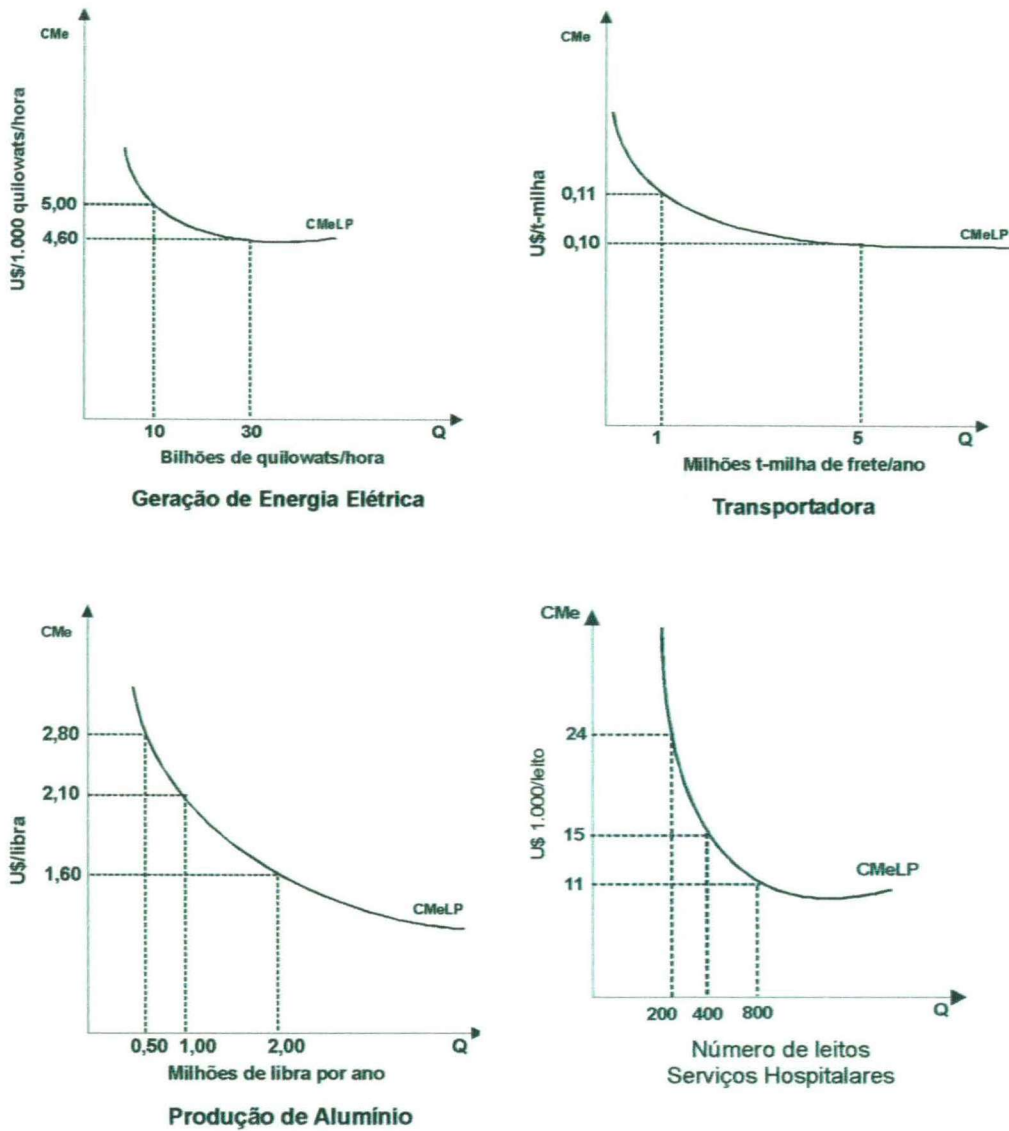 CMe
U$/1.000 quilowats/hora
5,00
4,60
CMeLP
10 30 Q
Bilhões de quilowats/hora
Geração de Energia Elétrica
CMe
U$/t-milha
0,11
0,10
CMeLP
1 5 Q
Milhões t-milha de frete/ano
Transportadora
CMe
U$/libra
2,80
2,10
1,60
CMeLP
0,50 1,00 2,00 Q
Milhões de libra por ano
Produção de Alumínio
CMe
U$ 1.000/leito
24
15
11
CMeLP
200 400 800 Q
Número de leitos
Serviços Hospitalares